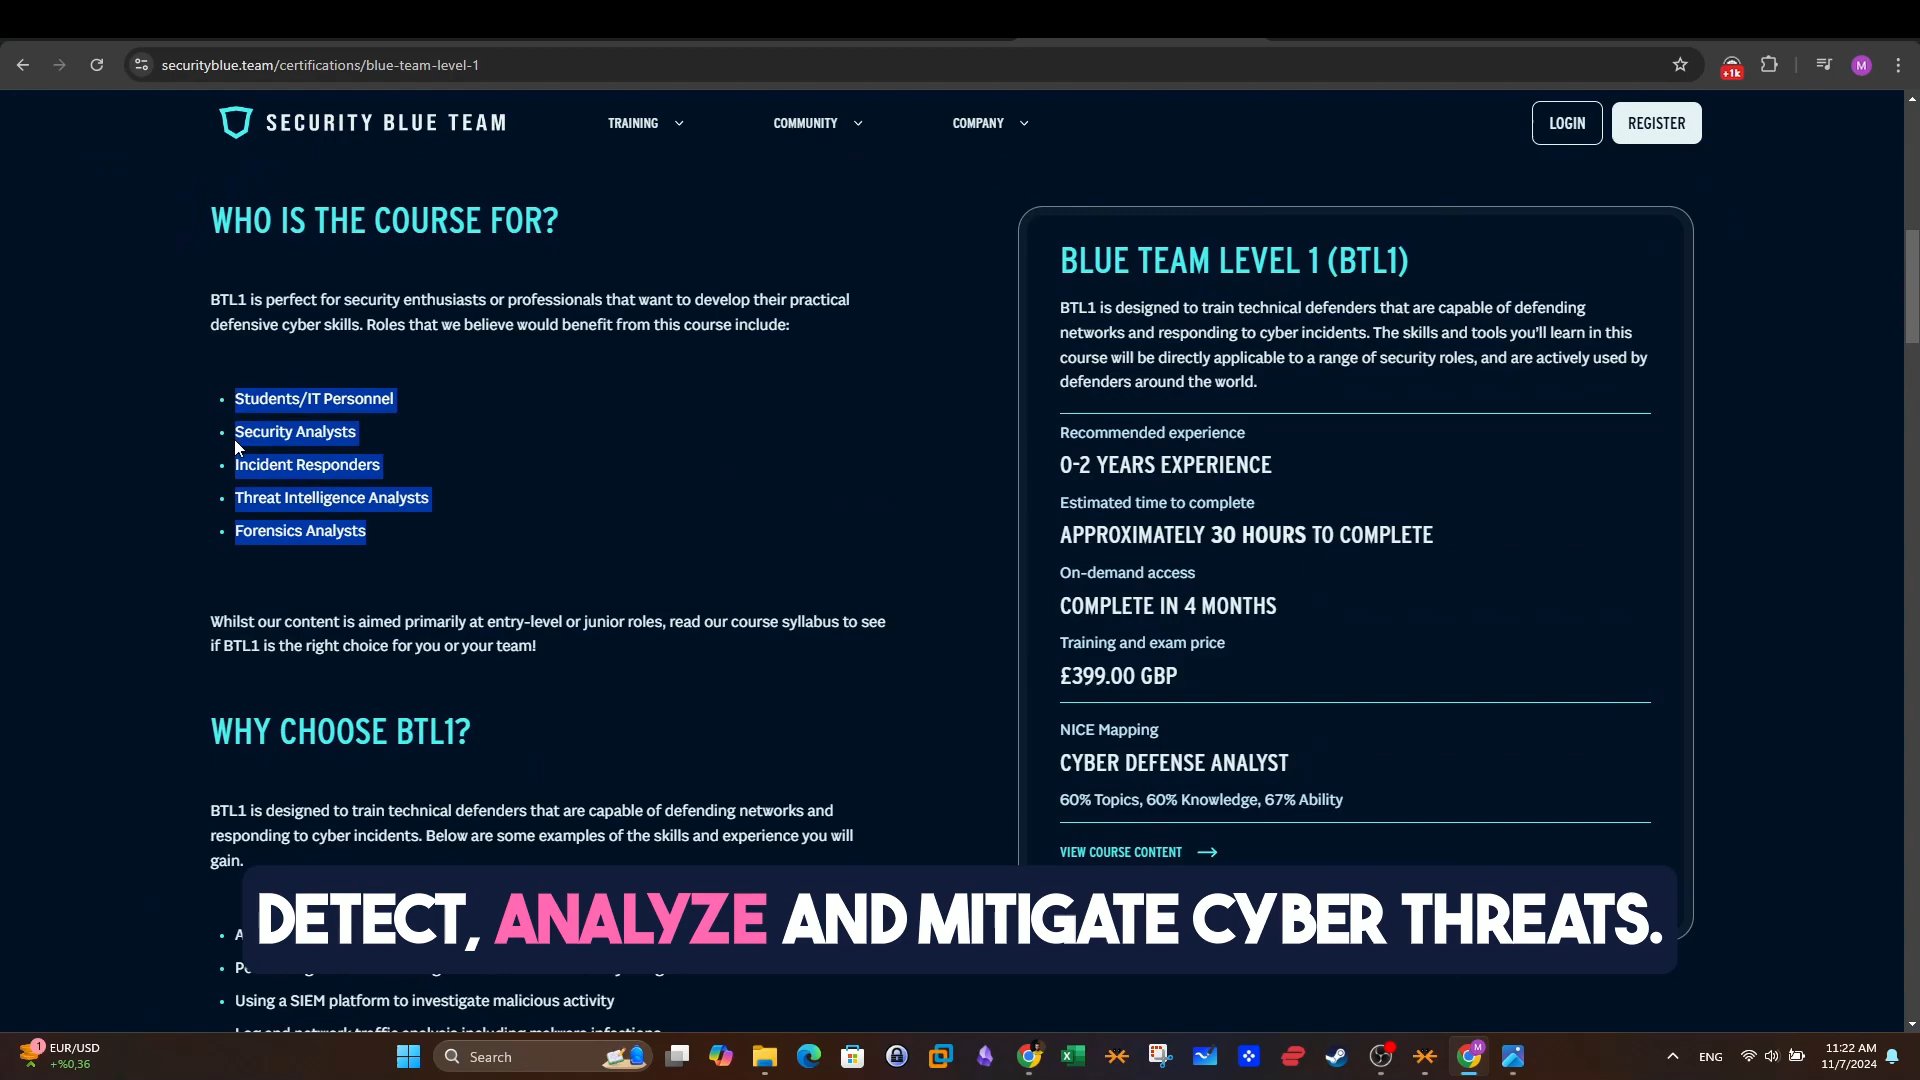 securityblue.team/certifications/blue-team-level-1
+1k
M
SECURITY BLUE TEAM
TRAINING
COMMUNITY
COMPANY
LOGIN
REGISTER
WHO IS THE COURSE FOR?
BTL1 is perfect for security enthusiasts or professionals that want to develop their practical
defensive cyber skills. Roles that we believe would benefit from this course include:
Students/IT Personnel
Security Analysts
Incident Responders
Threat Intelligence Analysts
Forensics Analysts
Whilst our content is aimed primarily at entry-level or junior roles, read our course syllabus to see
if BTL1 is the right choice for you or your team!
WHY CHOOSE BTL1?
BTL1 is designed to train technical defenders that are capable of defending networks and
responding to cyber incidents. Below are some examples of the skills and experience you will
gain.
Using a SIEM platform to investigate malicious activity
Log and network traffic analysis including malware infections
BLUE TEAM LEVEL 1 (BTL1)
BTL1 is designed to train technical defenders that are capable of defending
networks and responding to cyber incidents. The skills and tools you'll learn in this
course will be directly applicable to a range of security roles, and are actively used by
defenders around the world.
Recommended experience
0-2 YEARS EXPERIENCE
Estimated time to complete
APPROXIMATELY 30 HOURS TO COMPLETE
On-demand access
COMPLETE IN 4 MONTHS
Training and exam price
£399.00 GBP
NICE Mapping
CYBER DEFENSE ANALYST
60% Topics, 60% Knowledge, 67% Ability
VIEW COURSE CONTENT
DETECT, ANALYZE AND MITIGATE CYBER THREATS.
1
EUR/USD
+%0,36
Search
M
ENG
11:22 AM
11/7/2024